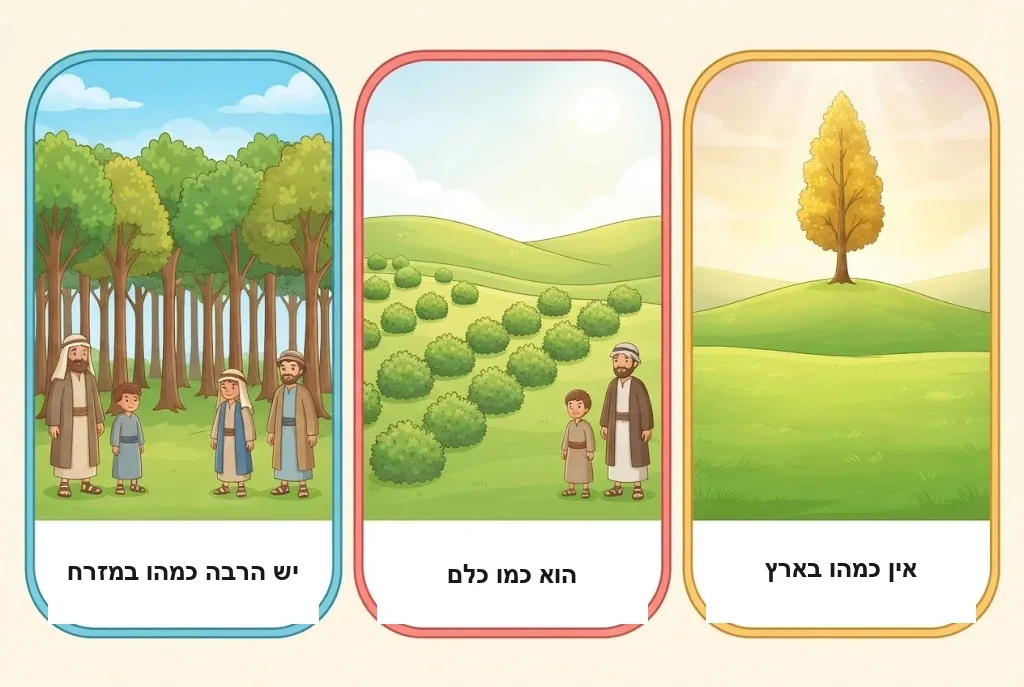 אין כמהו בארץ
הוא כמו כלם
יש הרבה כמהו במזרח